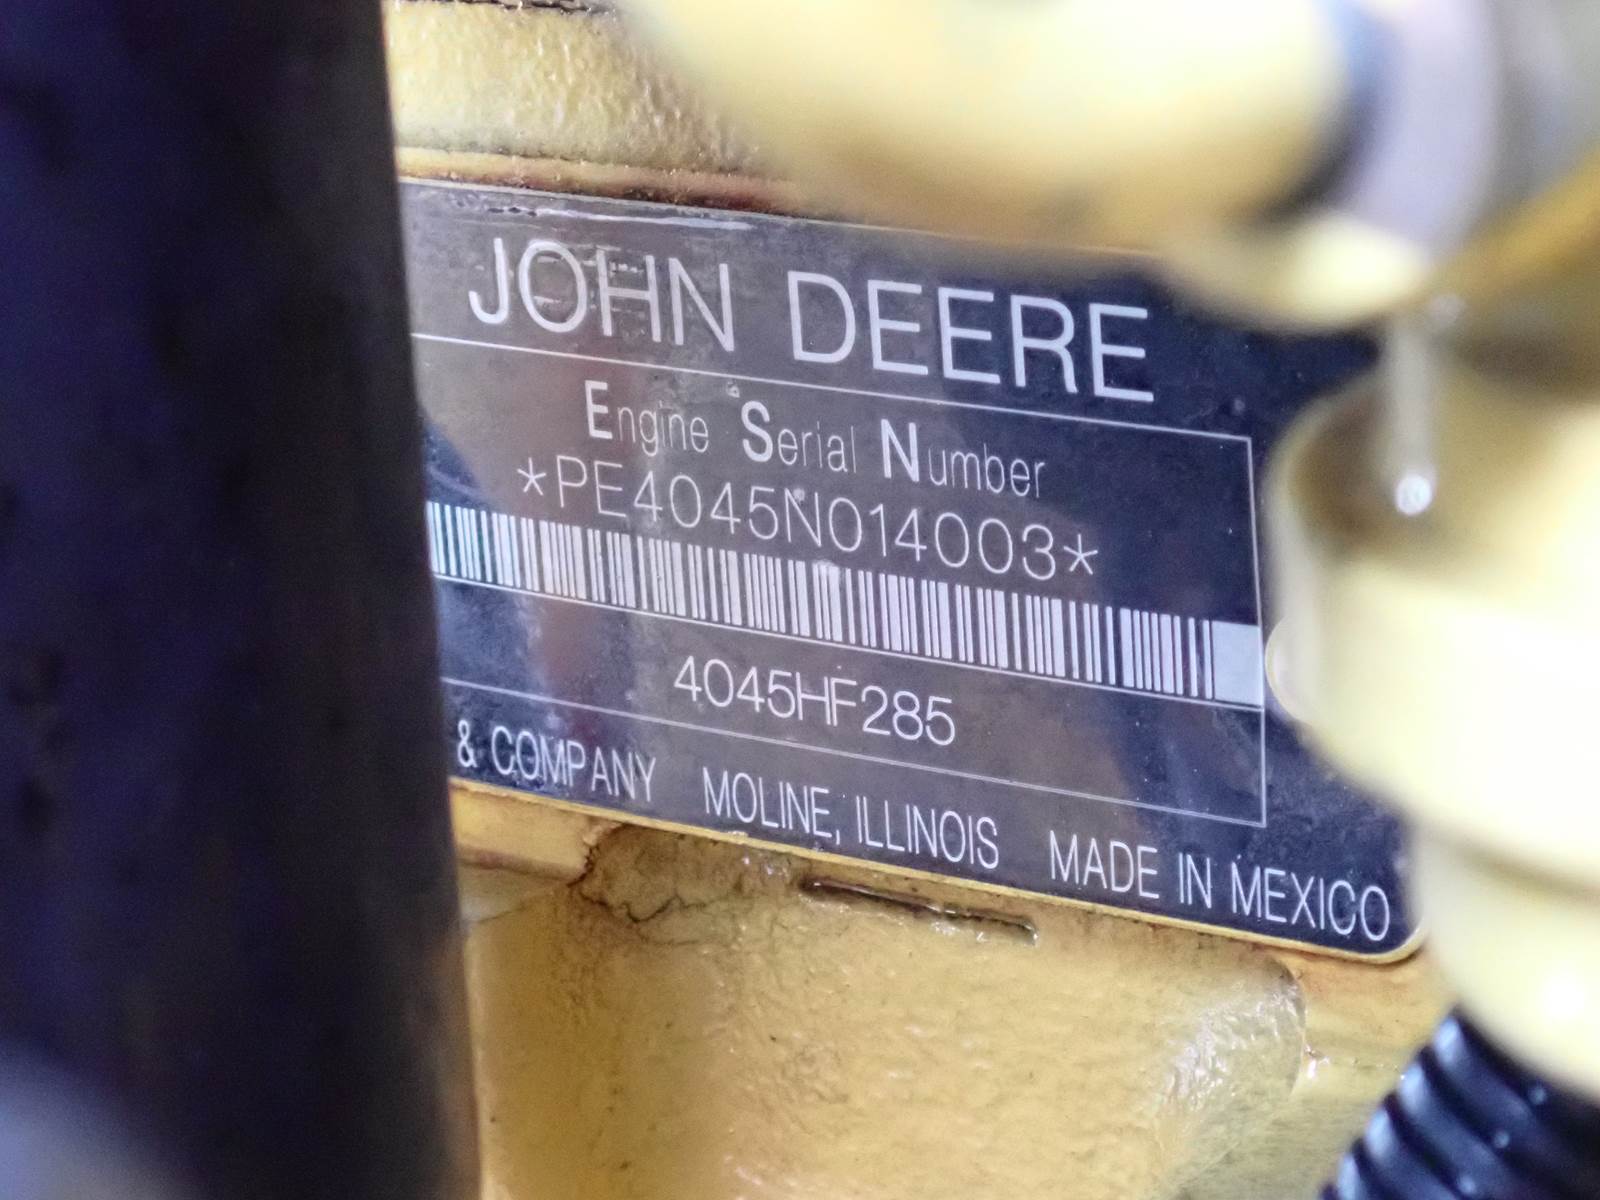 JOHN DEERE
Engine Serial Number
*PE4045N014003*
4045HF285
& COMPANY MOLINE, ILLINOIS MADE IN MEXICO